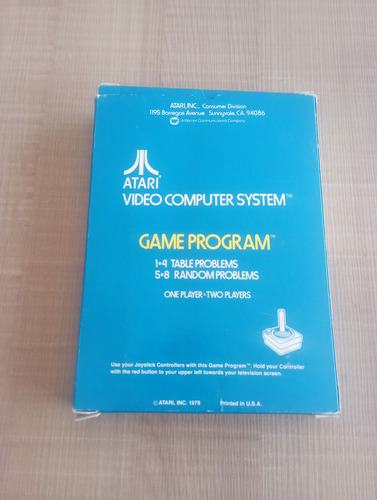 ATARI, INC., Consumer Division
1195 Borregas Avenue Sunnyvale, CA. 94086
A Warner Communications Company
ATARI®
VIDEO COMPUTER SYSTEM™
GAME PROGRAM™
1-4 TABLE PROBLEMS
5-8 RANDOM PROBLEMS
ONE PLAYER•TWO PLAYERS
Use your Joystick Controllers with this Game Program™. Hold your Controller
with the red button to your upper left towards your television screen.
©ATARI, INC. 1978 Printed in U.S.A.